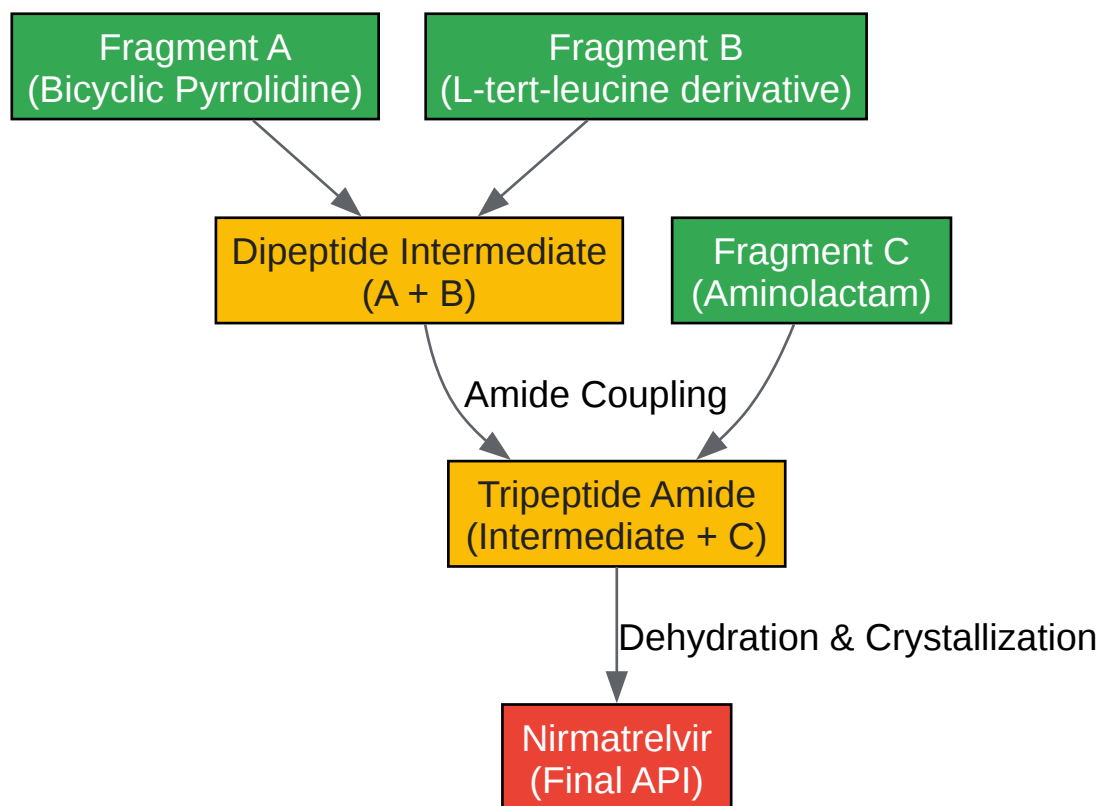 Fragment A
(Bicyclic Pyrrolidine)
Fragment B
(L-tert-leucine derivative)
Dipeptide Intermediate
(A + B)
Fragment C
(Aminolactam)
Amide Coupling
Tripeptide Amide
(Intermediate + C)
Dehydration & Crystallization
Nirmatrelvir
(Final API)